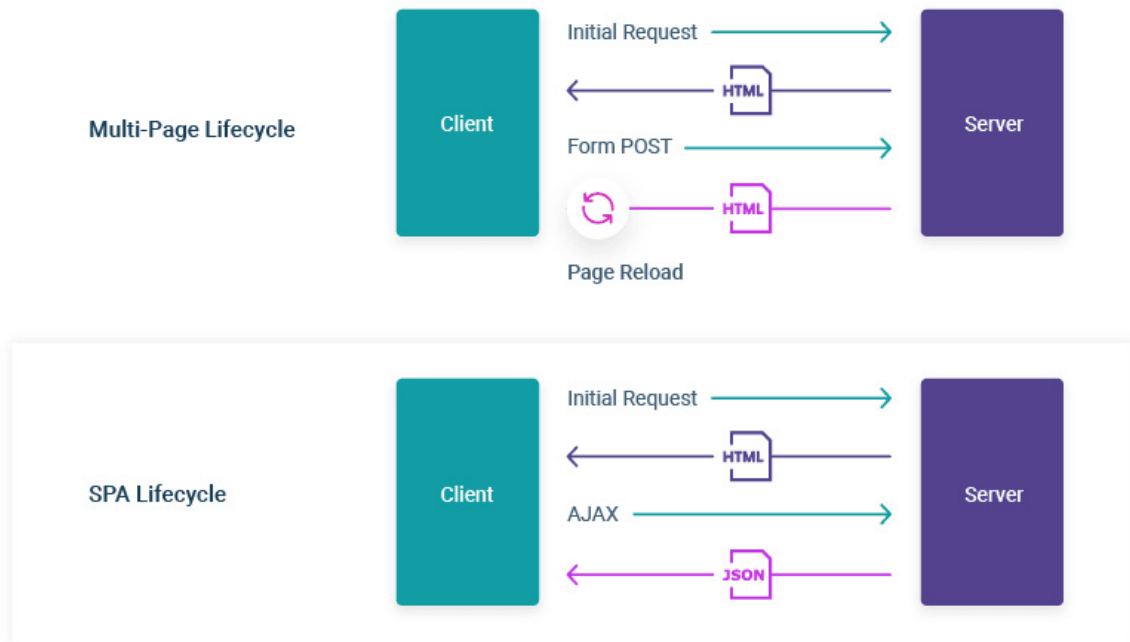 Initial Request
HTML
Multi-Page Lifecycle
Client
Server
Form POST
HTML
Page Reload
Initial Request
HTML
SPA Lifecycle
Client
Server
AJAX
JSON